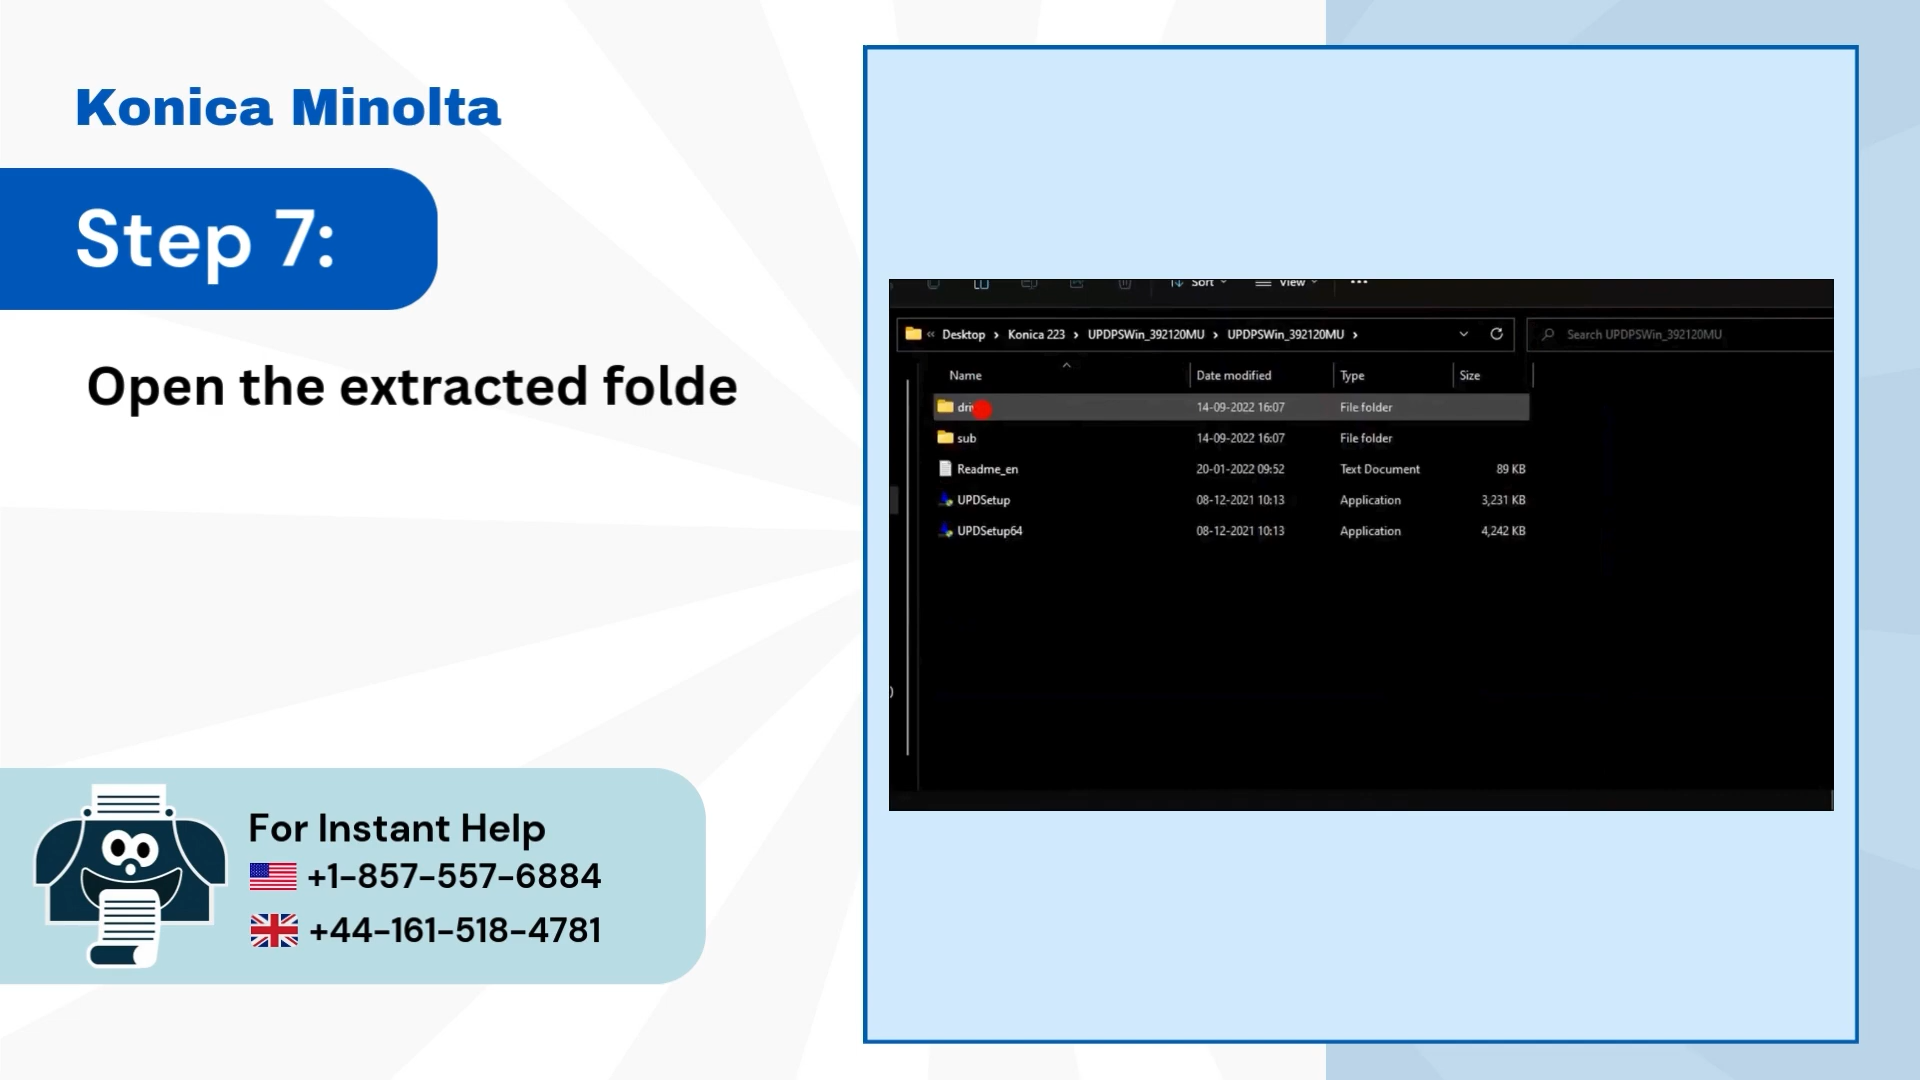 Konica Minolta
Step 7:
Open the extracted folde
For Instant Help
+1-857-557-6884
+44-161-518-4781
Sort View ...
« Desktop › Konica 223 › UPDPSWin_392120MU › UPDPSWin_392120MU ›
Search UPDPSWin_392120MU
Name Date modified Type Size
14-09-2022 16:07 File folder
sub 14-09-2022 16:07 File folder
Readme_en 20-01-2022 09:52 Text Document 89 KB
UPDSetup 08-12-2021 10:13 Application 3,231 KB
UPDSetup64 08-12-2021 10:13 Application 4,242 KB